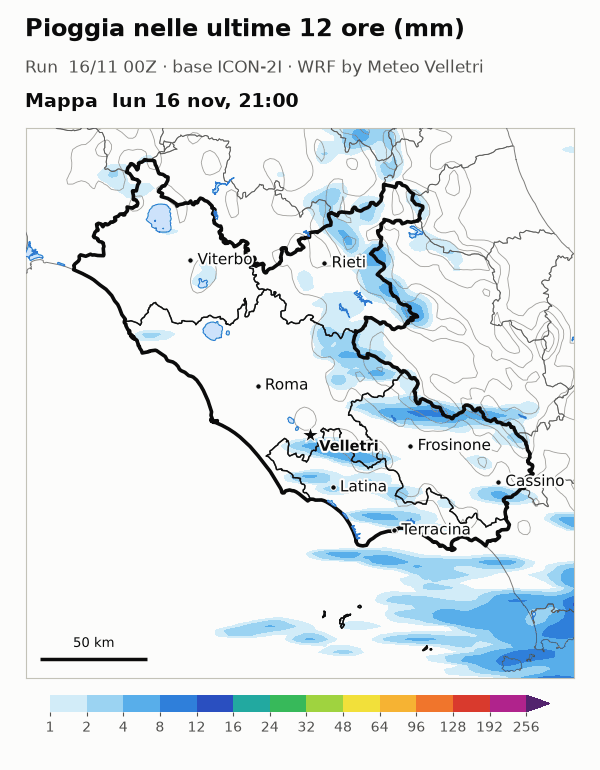 Pioggia nelle ultime 12 ore (mm)
Run  16/11 00Z · base ICON-2I · WRF by Meteo Velletri
Mappa  lun 16 nov, 21:00
Viterbo
Rieti
Roma
Velletri
Frosinone
Latina
Cassino
Terracina
50 km
1 2 4 8 12 16 24 32 48 64 96 128 192 256